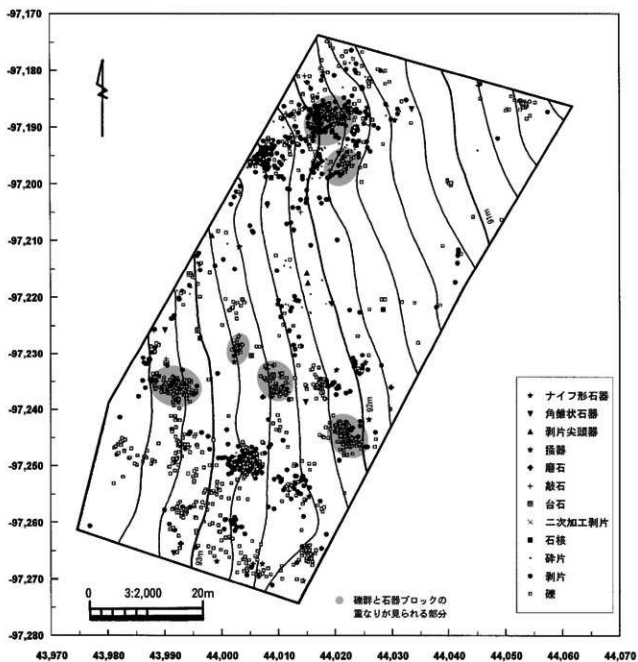 -97,170
-97,180
-97,190
-97,200
-97,210
-97,220
-97,230
-97,240
-97,250
-97,260
-97,270
-97,280
91m
92m
93m
ナイフ形石器
角錐状石器
剥片尖頭器
掻器
磨石
敲石
台石
二次加工剥片
石核
砕片
剥片
礫
0 3:2,000 20m
礫群と石器ブロックの
重なりが見られる部分
43,970 43,980 43,990 44,000 44,010 44,020 44,030 44,040 44,050 44,060 44,070